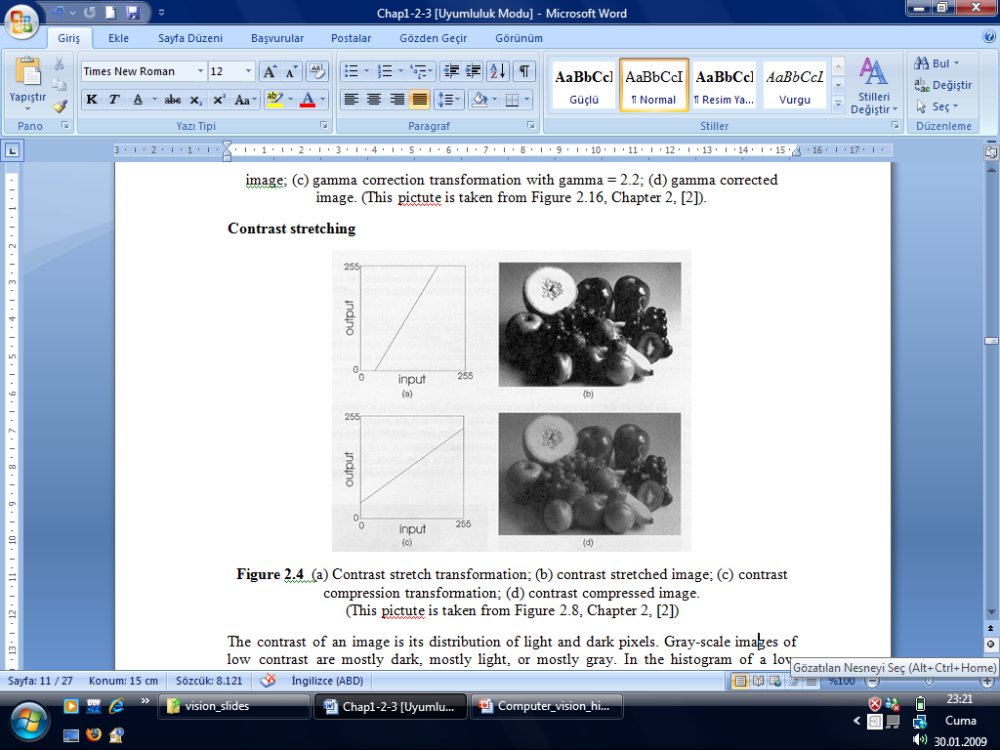 Chap1-2-3 [Uyumluluk Modu] - Microsoft Word
Giriş Ekle Sayfa Düzeni Başvurular Postalar Gözden Geçir Görünüm
Yapıştır
Pano
Times New Roman 12
K T A abe x₂ x² Aa ab A
Yazı Tipi
Paragraf
AaBbCcl AaBbCcI AaBbCcl AaBbCcI
Güçlü ¶ Normal ¶ Resim Ya... Vurgu
Stilleri Değiştir
Stiller
Bul
Değiştir
Seç
Düzenleme
3 2 1 1 2 3 4 5 6 7 8 9 10 11 12 13 14 15 16 17
image; (c) gamma correction transformation with gamma = 2.2; (d) gamma corrected
image. (This pictute is taken from Figure 2.16, Chapter 2, [2]).
Contrast stretching
255
output
0
0 input 255
(a) (b)
255
output
0
0 input 255
(c) (d)
Figure 2.4 (a) Contrast stretch transformation; (b) contrast stretched image; (c) contrast
compression transformation; (d) contrast compressed image.
(This pictute is taken from Figure 2.8, Chapter 2, [2])
The contrast of an image is its distribution of light and dark pixels. Gray-scale images of
low contrast are mostly dark, mostly light, or mostly gray. In the histogram of a low
Gözatılan Nesneyi Seç (Alt+Ctrl+Home)
Sayfa: 11 / 27 Konum: 15 cm Sözcük: 8.121 İngilizce (ABD) %100
vision_slides Chap1-2-3 [Uyumlu... Computer_vision_hi...
23:21
Cuma
30.01.2009